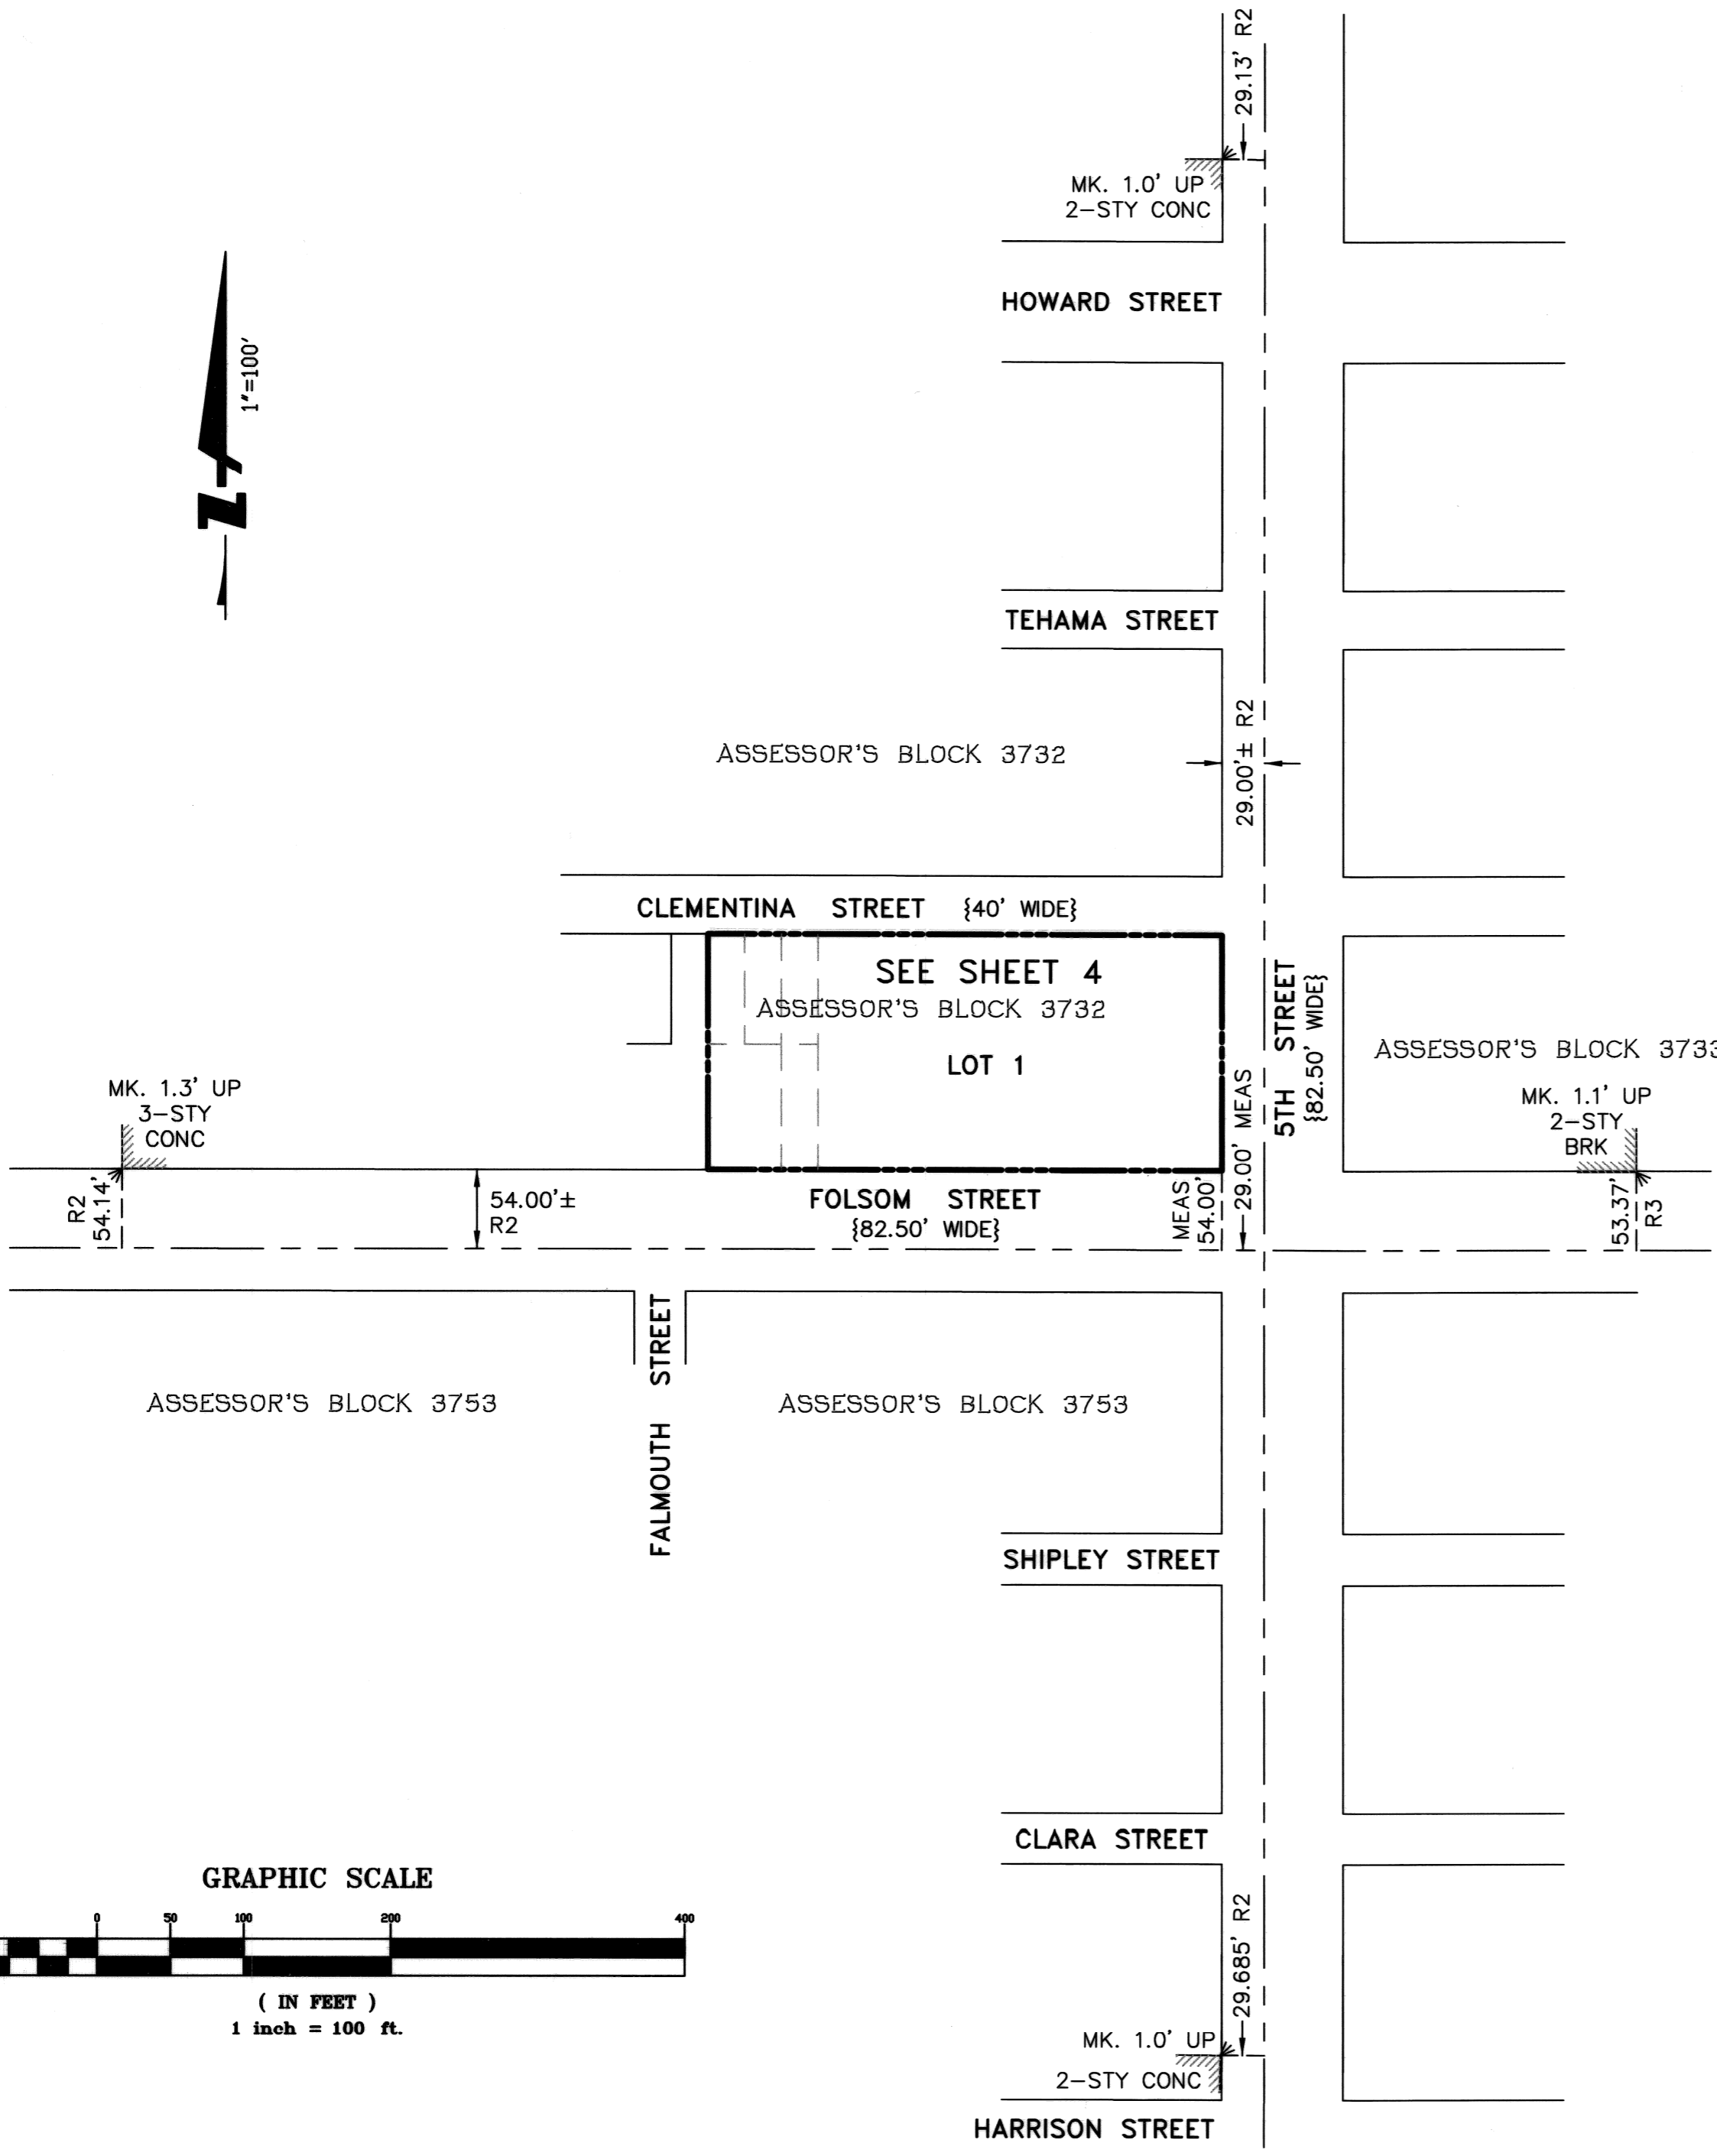 29.13' R2
MK. 1.0' UP
2-STY CONC
HOWARD STREET
1"=100'
N
TEHAMA STREET
29.00'± R2
ASSESSOR'S BLOCK 3732
CLEMENTINA STREET {40' WIDE}
SEE SHEET 4
ASSESSOR'S BLOCK 3732
LOT 1
5TH STREET
{82.50' WIDE}
ASSESSOR'S BLOCK 3733
MK. 1.3' UP
3-STY
CONC
MK. 1.1' UP
2-STY
BRK
29.00' MEAS
R2
54.14'
54.00'±
R2
FOLSOM STREET
{82.50' WIDE}
MEAS
54.00'
53.37'
R3
FALMOUTH STREET
ASSESSOR'S BLOCK 3753
ASSESSOR'S BLOCK 3753
SHIPLEY STREET
CLARA STREET
GRAPHIC SCALE
0 50 100 200 400
( IN FEET )
1 inch = 100 ft.
29.685' R2
MK. 1.0' UP
2-STY CONC
HARRISON STREET